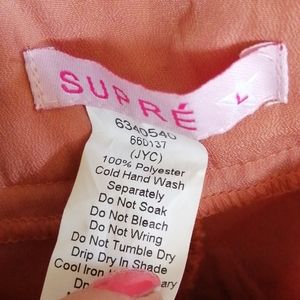 SUPRÉ
L
6340540
660137
(JYC)
100% Polyester
Cold Hand Wash
Separately
Do Not Soak
Do Not Bleach
Do Not Wring
Do Not Tumble Dry
Drip Dry In Shade
Cool Iron